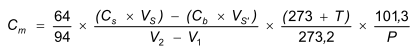 C_m = 64/94 × ((C_s × V_S) − (C_b × V_S'))/(V_2 − V_1) × (273 + T)/273,2 × 101,3/P